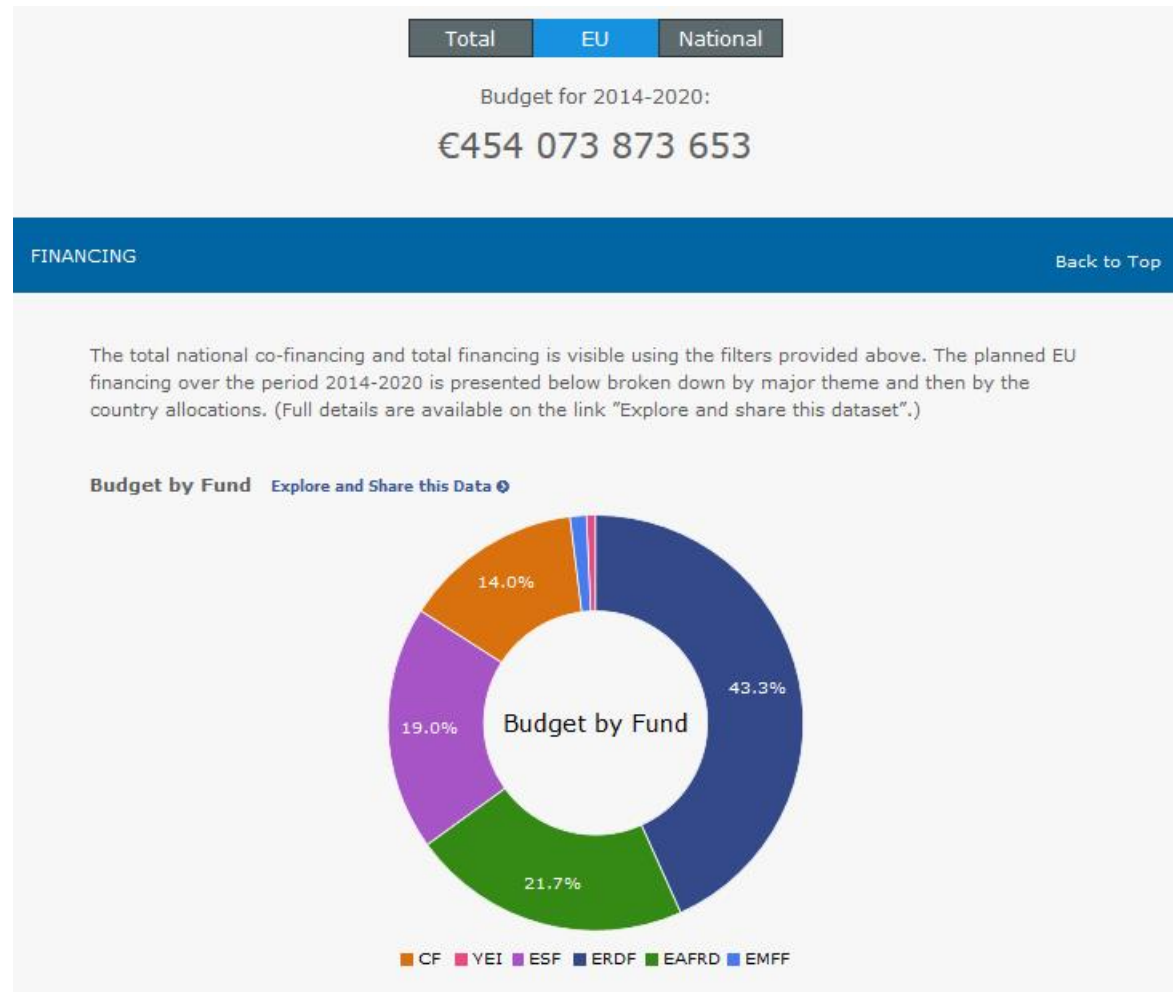 Total EU National
Budget for 2014-2020:
€454 073 873 653
FINANCING
Back to Top
The total national co-financing and total financing is visible using the filters provided above. The planned EU
financing over the period 2014-2020 is presented below broken down by major theme and then by the
country allocations. (Full details are available on the link "Explore and share this dataset".)
Budget by Fund Explore and Share this Data
14.0%
43.3%
19.0%
Budget by Fund
21.7%
CF YEI ESF ERDF EAFRD EMFF